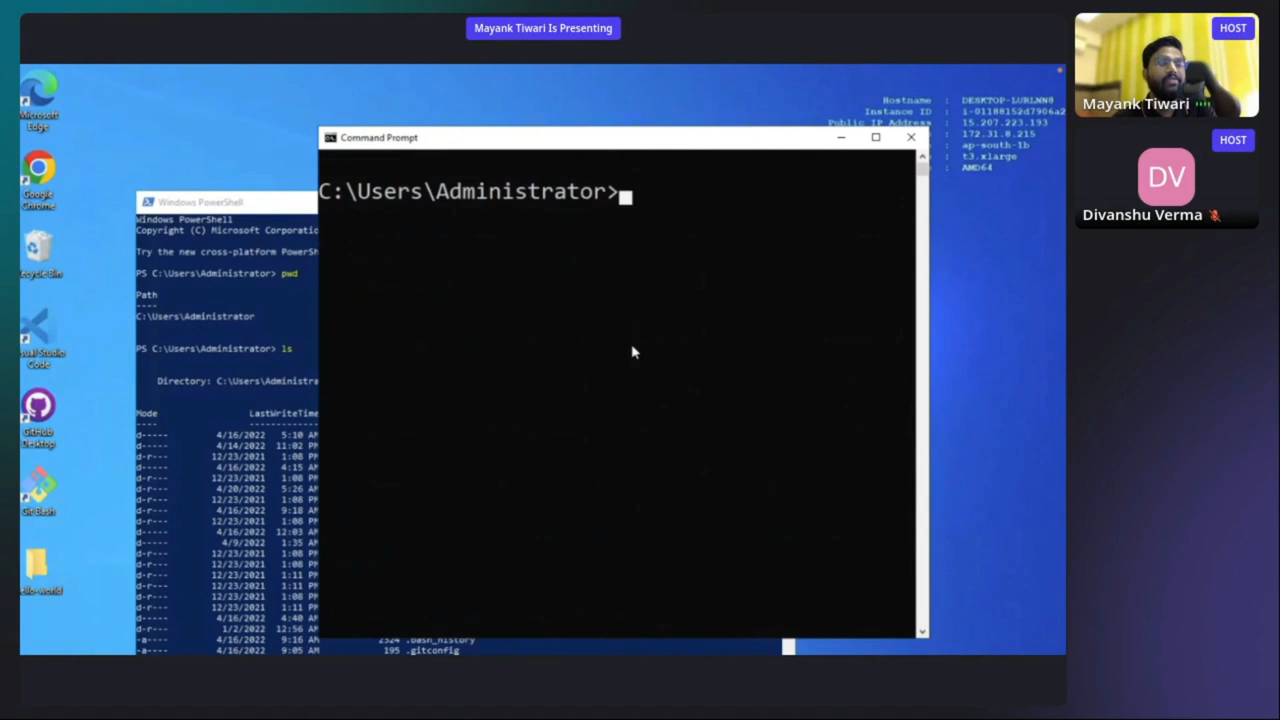 Mayank Tiwari Is Presenting
HOST
Mayank Tiwari
HOST
DV
Divanshu Verma
Microsoft
Edge
Google
Chrome
Recycle Bin
Visual Studio
Code
GitHub
Desktop
Git Bash
hello-world
Hostname : DESKTOP-LURLNN8
Instance ID : i-01188152d7906a2
Public IP Address : 15.207.223.193
: 172.31.8.215
: ap-south-1b
: t3.xlarge
: AMD64
Command Prompt
C:\Users\Administrator>
Windows PowerShell
Windows PowerShell
Copyright (C) Microsoft Corporatio
Try the new cross-platform PowerSh
PS C:\Users\Administrator> pwd
Path
----
C:\Users\Administrator
PS C:\Users\Administrator> ls
Directory: C:\Users\Administra
Mode LastWriteTime
---- -------------
d----- 4/16/2022 5:10 AM
d----- 4/14/2022 11:02 PM
d-r--- 12/23/2021 1:08 PM
d----- 4/16/2022 4:15 AM
d-r--- 12/23/2021 1:08 PM
d----- 4/20/2022 5:26 AM
d-r--- 12/23/2021 1:08 PM
d----- 4/16/2022 9:18 AM
d-r--- 12/23/2021 1:08 PM
d----- 4/16/2022 12:03 AM
d----- 4/9/2022 1:35 AM
d-r--- 12/23/2021 1:08 PM
d-r--- 12/23/2021 1:08 PM
d-r--- 12/23/2021 1:11 PM
d-r--- 12/23/2021 1:11 PM
d-r--- 12/23/2021 1:08 PM
d-r--- 12/23/2021 1:11 PM
d----- 4/16/2022 4:40 AM
d-r--- 1/2/2022 12:56 AM
-a---- 4/16/2022 9:16 AM 2324 .bash_history
-a---- 4/16/2022 9:05 AM 195 .gitconfig